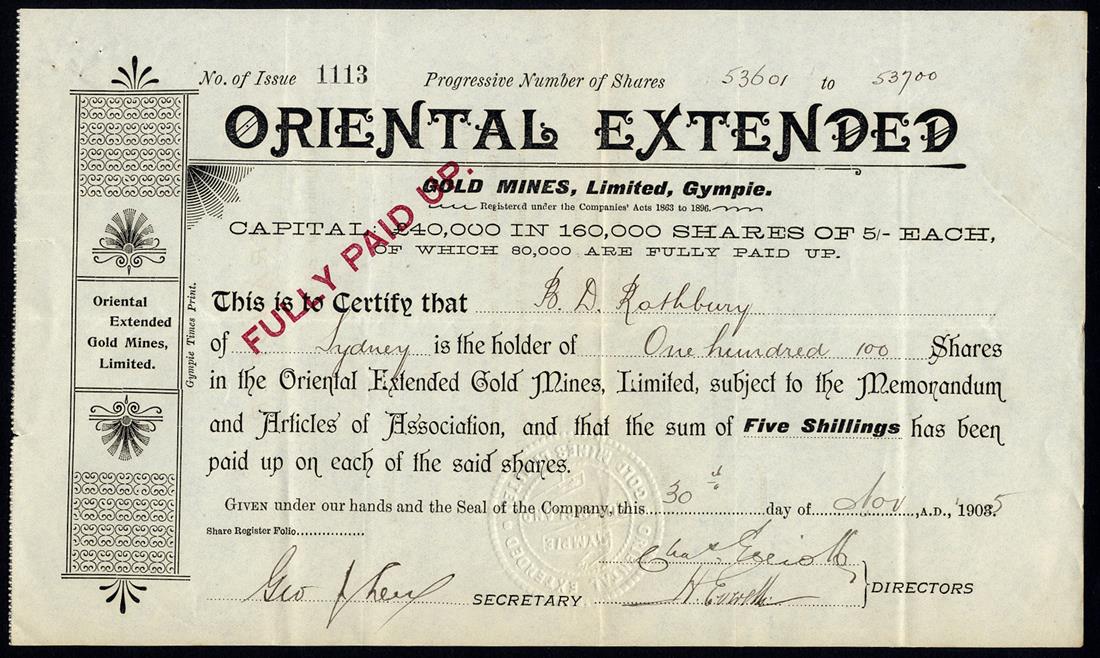 No. of Issue 1113 Progressive Number of Shares 53601 to 53700
ORIENTAL EXTENDED
GOLD MINES, Limited, Gympie.
Registered under the Companies' Acts 1863 to 1896.
CAPITAL: £40,000 IN 160,000 SHARES OF 5/- EACH,
OF WHICH 80,000 ARE FULLY PAID UP.
FULLY PAID UP.
This is to Certify that B. D. Rothbury
of Sydney is the holder of One hundred 100 Shares
in the Oriental Extended Gold Mines, Limited, subject to the Memorandum
and Articles of Association, and that the sum of Five Shillings has been
paid up on each of the said shares.
GIVEN under our hands and the Seal of the Company, this 30th day of Nov A.D., 1905
Share Register Folio
Geo SECRETARY
DIRECTORS
Oriental
Extended
Gold Mines,
Limited.
Gympie Times Print.